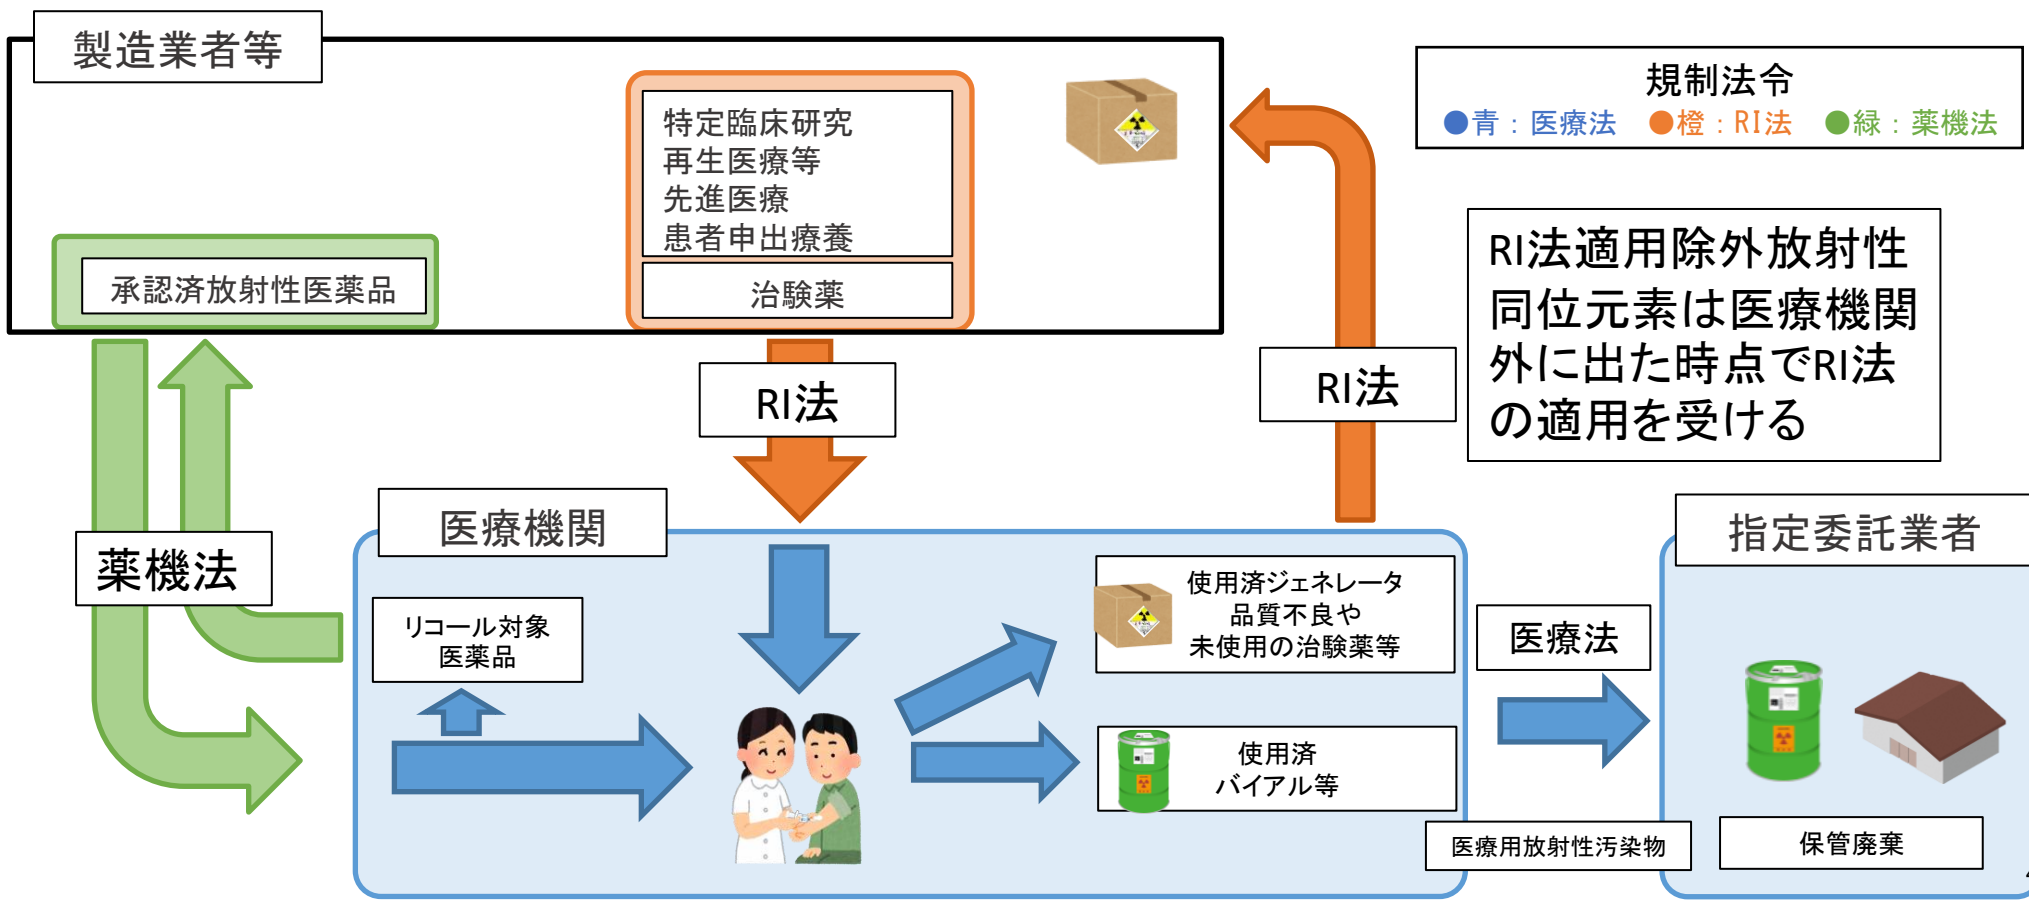 製造業者等
特定臨床研究
再生医療等
先進医療
患者申出療養
治験薬
承認済放射性医薬品
規制法令
●青：医療法 ●橙：RI法 ●緑：薬機法
RI法適用除外放射性
同位元素は医療機関
外に出た時点でRI法
の適用を受ける
RI法
RI法
薬機法
医療機関
リコール対象
医薬品
使用済ジェネレータ
品質不良や
未使用の治験薬等
使用済
バイアル等
医療法
医療用放射性汚染物
指定委託業者
保管廃棄